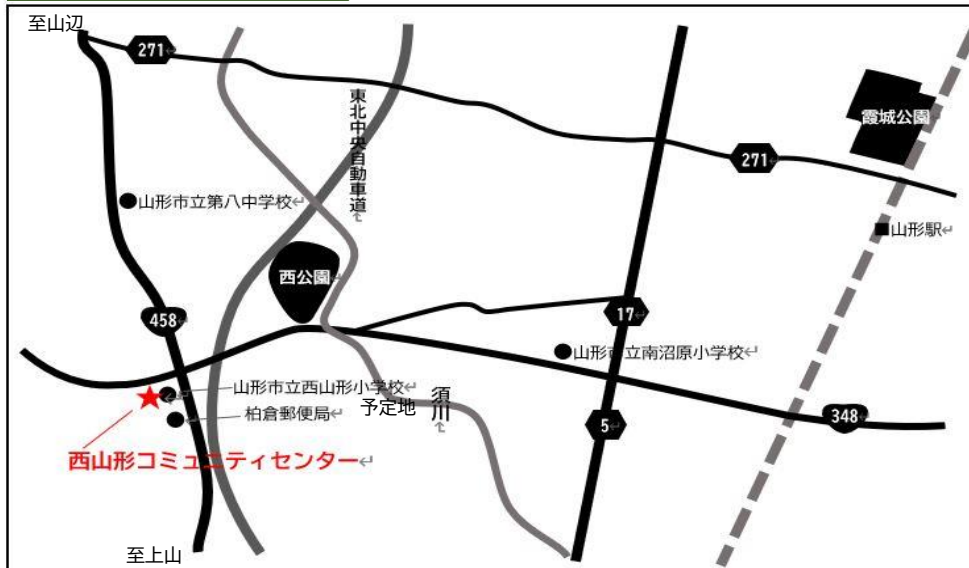 至山辺
271
東北中央自動車道
霞城公園
271
山形市立第八中学校
山形駅
西公園
458
17
山形市立南沼原小学校
山形市立西山形小学校
予定地
須川
柏倉郵便局
348
5
西山形コミュニティセンター
至上山